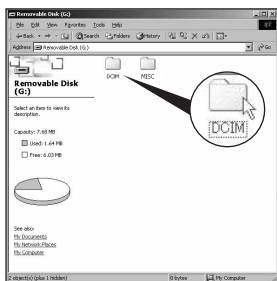 Removable Disk (G:)
File Edit View Favorites Tools Help
Back Search Folders History
Address Removable Disk (G:) Go
DCIM MISC
Removable Disk
(G:)
Select an item to view its
description.
Capacity: 7.68 MB
Used: 1.64 MB
Free: 6.03 MB
DCIM
See also:
My Documents
My Network Places
My Computer
2 object(s) (plus 1 hidden) 0 bytes My Computer